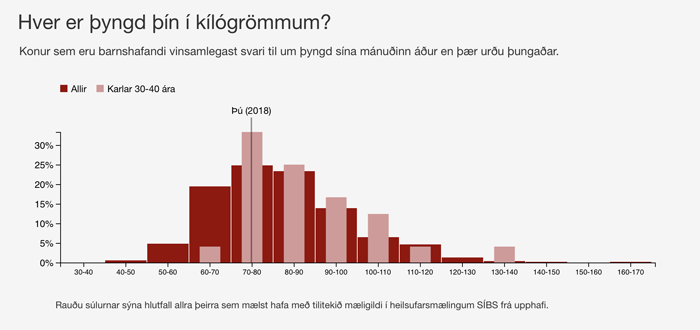 Hver er þyngd þín í kílógrömmum?
Konur sem eru barnshafandi vinsamlegast svari til um þyngd sína mánuðinn áður en þær urðu þungaðar.
Allir Karlar 30-40 ára
Þú (2018)
30%
25%
20%
15%
10%
5%
0%
30-40 40-50 50-60 60-70 70-80 80-90 90-100 100-110 110-120 120-130 130-140 140-150 150-160 160-170
Rauðu súlurnar sýna hlutfall allra þeirra sem mælst hafa með tilitekið mæligildi í heilsufarsmælingum SÍBS frá upphafi.